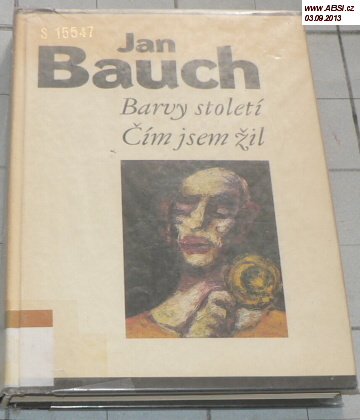 www.ABSI.cz
03.09.2013
S 15547
Jan
Bauch
Barvy století
Čím jsem žil